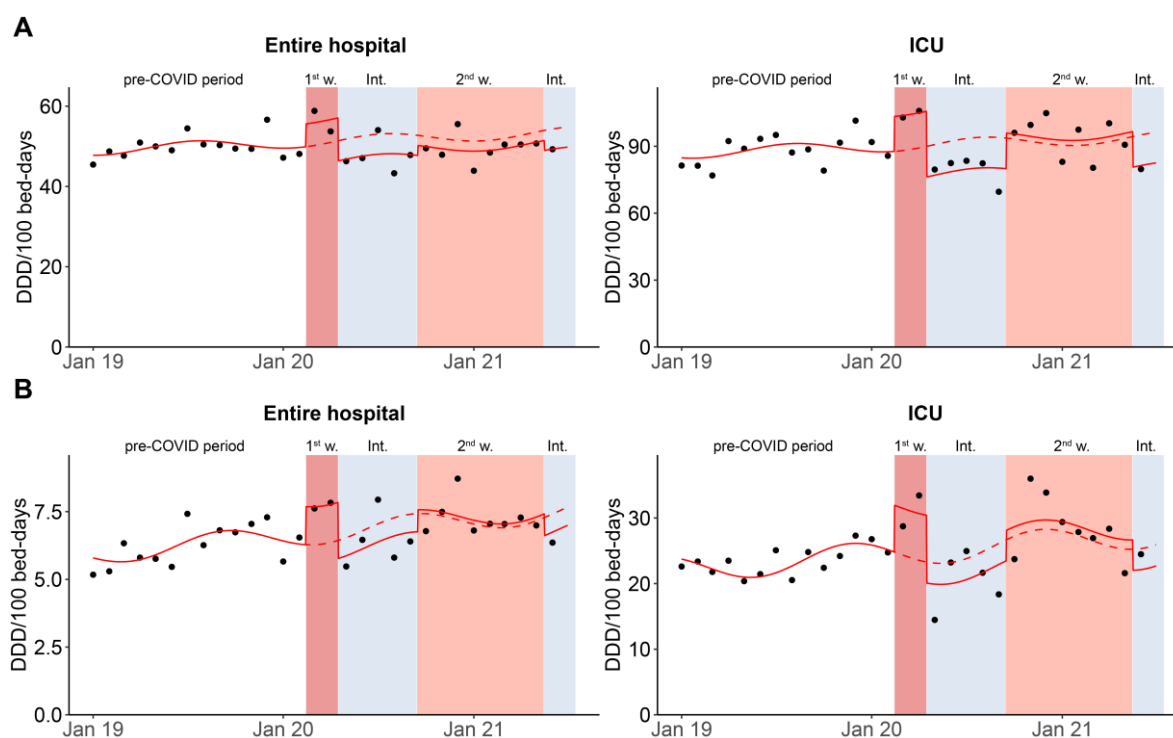 A
Entire hospital
pre-COVID period 1st w. Int. 2nd w. Int.
DDD/100 bed-days
60
40
20
0
Jan 19 Jan 20 Jan 21
ICU
pre-COVID period 1st w. Int. 2nd w. Int.
DDD/100 bed-days
90
60
30
0
Jan 19 Jan 20 Jan 21
B
Entire hospital
pre-COVID period 1st w. Int. 2nd w. Int.
DDD/100 bed-days
7.5
5.0
2.5
0.0
Jan 19 Jan 20 Jan 21
ICU
pre-COVID period 1st w. Int. 2nd w. Int.
DDD/100 bed-days
30
20
10
0
Jan 19 Jan 20 Jan 21